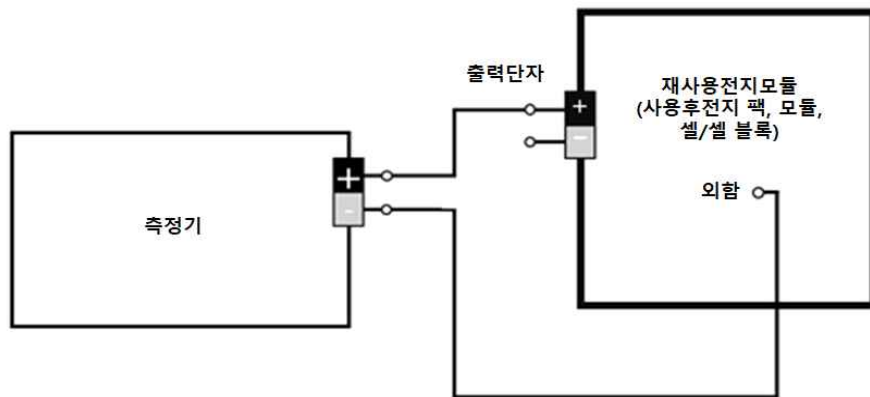 출력단자
재사용전지모듈
(사용후전지 팩, 모듈,
셀/셀 블록)
+
-
+
-
외함
측정기